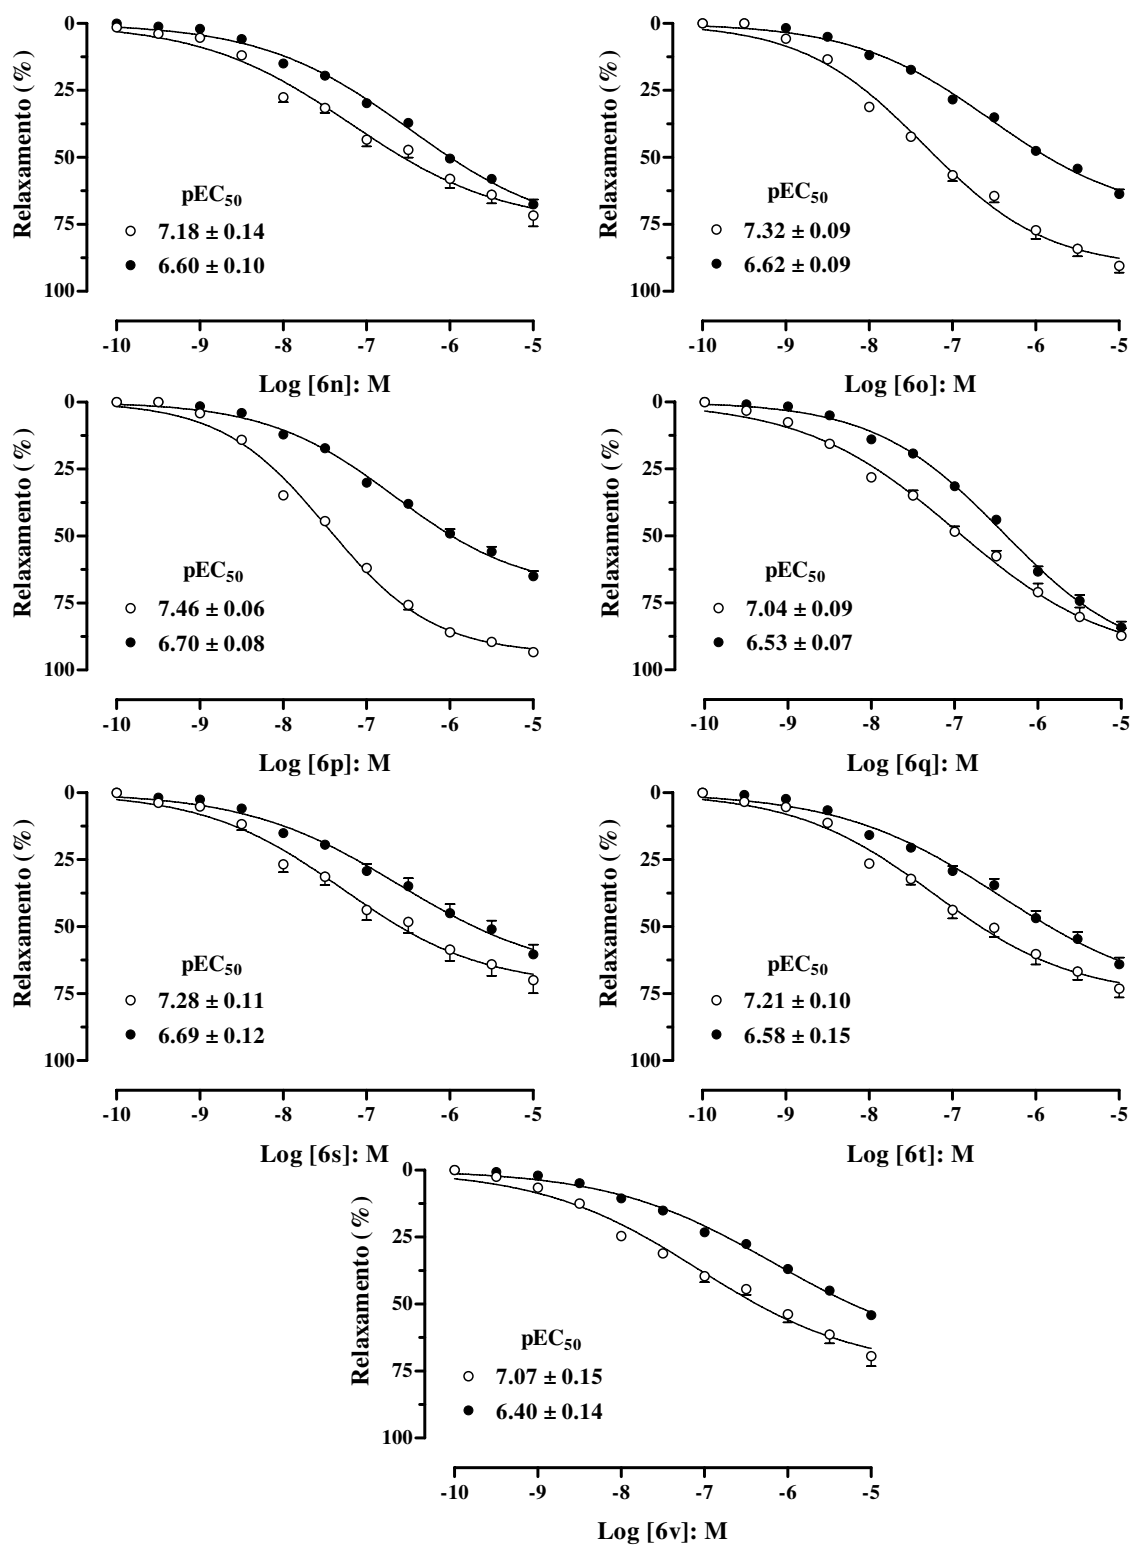 0
25
50
75
100
Relaxamento (%)
pEC50
7.18 ± 0.14
6.60 ± 0.10
-10 -9 -8 -7 -6 -5
Log [6n]: M
0
25
50
75
100
Relaxamento (%)
pEC50
7.32 ± 0.09
6.62 ± 0.09
-10 -9 -8 -7 -6 -5
Log [6o]: M
0
25
50
75
100
Relaxamento (%)
pEC50
7.46 ± 0.06
6.70 ± 0.08
-10 -9 -8 -7 -6 -5
Log [6p]: M
0
25
50
75
100
Relaxamento (%)
pEC50
7.04 ± 0.09
6.53 ± 0.07
-10 -9 -8 -7 -6 -5
Log [6q]: M
0
25
50
75
100
Relaxamento (%)
pEC50
7.28 ± 0.11
6.69 ± 0.12
-10 -9 -8 -7 -6 -5
Log [6s]: M
0
25
50
75
100
Relaxamento (%)
pEC50
7.21 ± 0.10
6.58 ± 0.15
-10 -9 -8 -7 -6 -5
Log [6t]: M
0
25
50
75
100
Relaxamento (%)
pEC50
7.07 ± 0.15
6.40 ± 0.14
-10 -9 -8 -7 -6 -5
Log [6v]: M